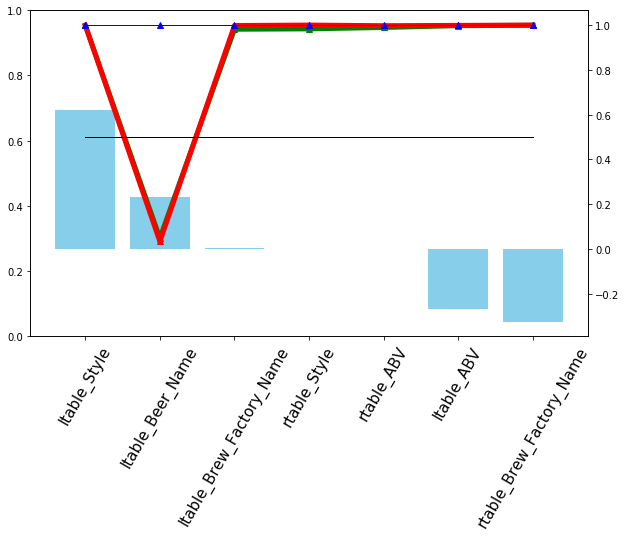 1.0
0.8
0.6
0.4
0.2
0.0
1.0
0.8
0.6
0.4
0.2
0.0
−0.2
ltable_Style
ltable_Beer_Name
ltable_Brew_Factory_Name
rtable_Style
rtable_ABV
ltable_ABV
rtable_Brew_Factory_Name